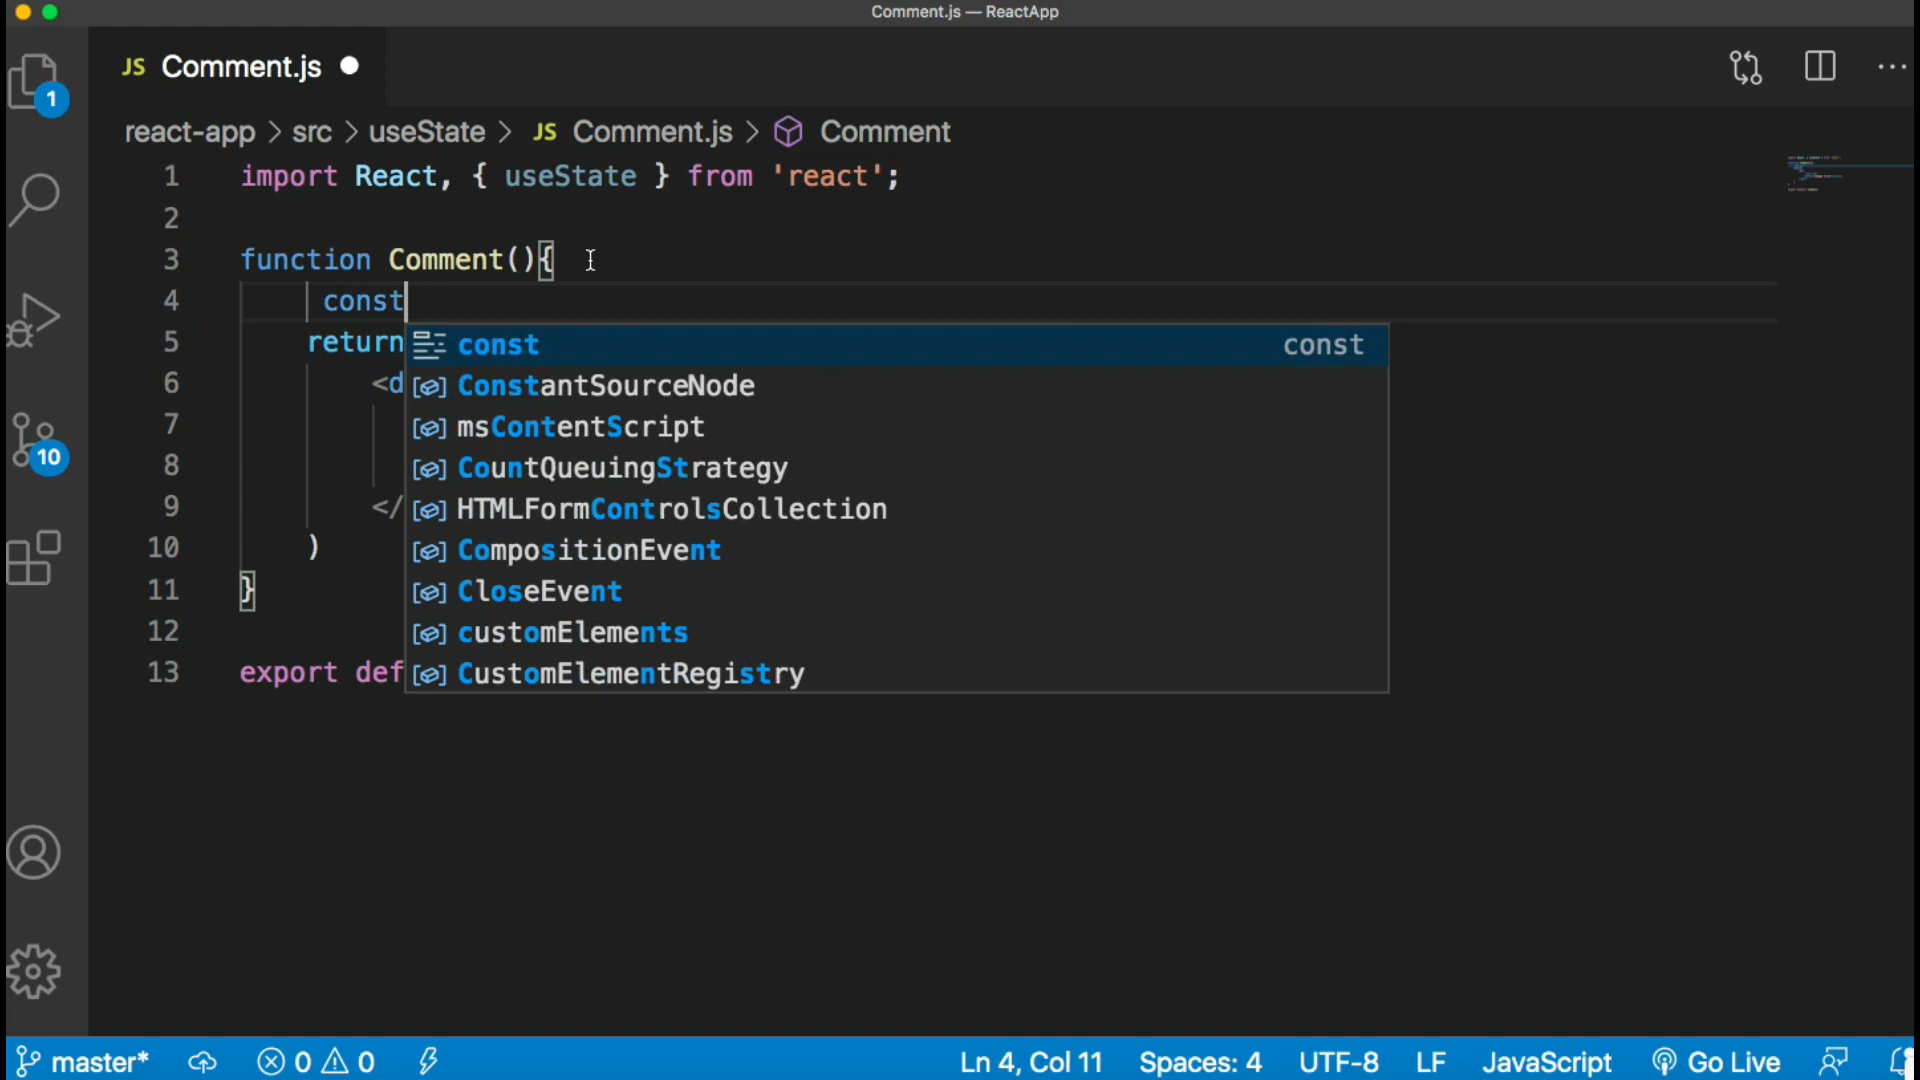 Comment.js — ReactApp
JS Comment.js
1
react-app > src > useState > JS Comment.js > Comment
1 import React, { useState } from 'react';
2
3 function Comment(){
4 const
5 return
6 <d
7
8
9 </
10 )
11 }
12
13 export def
const const
ConstantSourceNode
msContentScript
CountQueuingStrategy
HTMLFormControlsCollection
CompositionEvent
CloseEvent
customElements
CustomElementRegistry
10
master* 0 0 Ln 4, Col 11 Spaces: 4 UTF-8 LF JavaScript Go Live